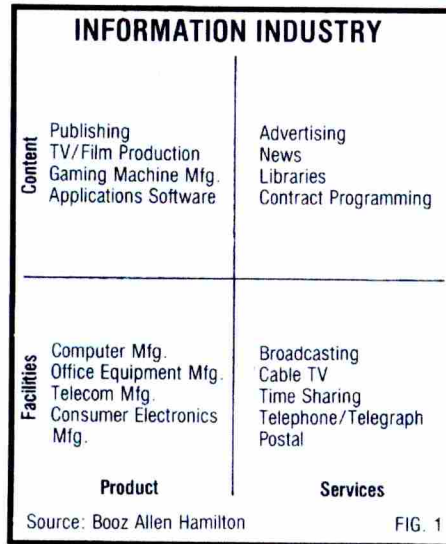 INFORMATION INDUSTRY
Content
Publishing
TV/Film Production
Gaming Machine Mfg.
Applications Software
Advertising
News
Libraries
Contract Programming
Facilities
Computer Mfg.
Office Equipment Mfg.
Telecom Mfg.
Consumer Electronics
Mfg.
Broadcasting
Cable TV
Time Sharing
Telephone/Telegraph
Postal
Product
Services
Source: Booz Allen Hamilton
FIG. 1